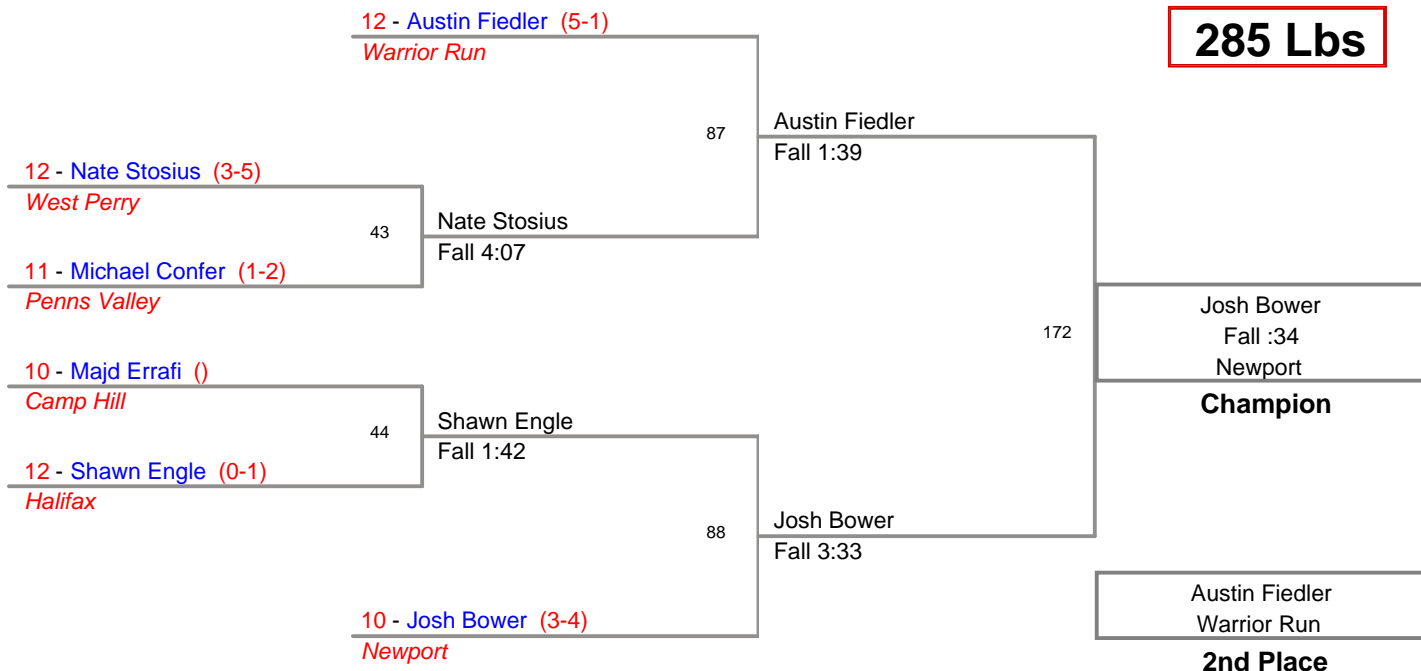 12 - Austin Fiedler (5-1)
Warrior Run
285 Lbs
87
Austin Fiedler
Fall 1:39
12 - Nate Stosius (3-5)
West Perry
43
Nate Stosius
Fall 4:07
11 - Michael Confer (1-2)
Penns Valley
172
Josh Bower
Fall :34
Newport
Champion
10 - Majd Errafi ()
Camp Hill
44
Shawn Engle
Fall 1:42
12 - Shawn Engle (0-1)
Halifax
88
Josh Bower
Fall 3:33
10 - Josh Bower (3-4)
Newport
Austin Fiedler
Warrior Run
2nd Place